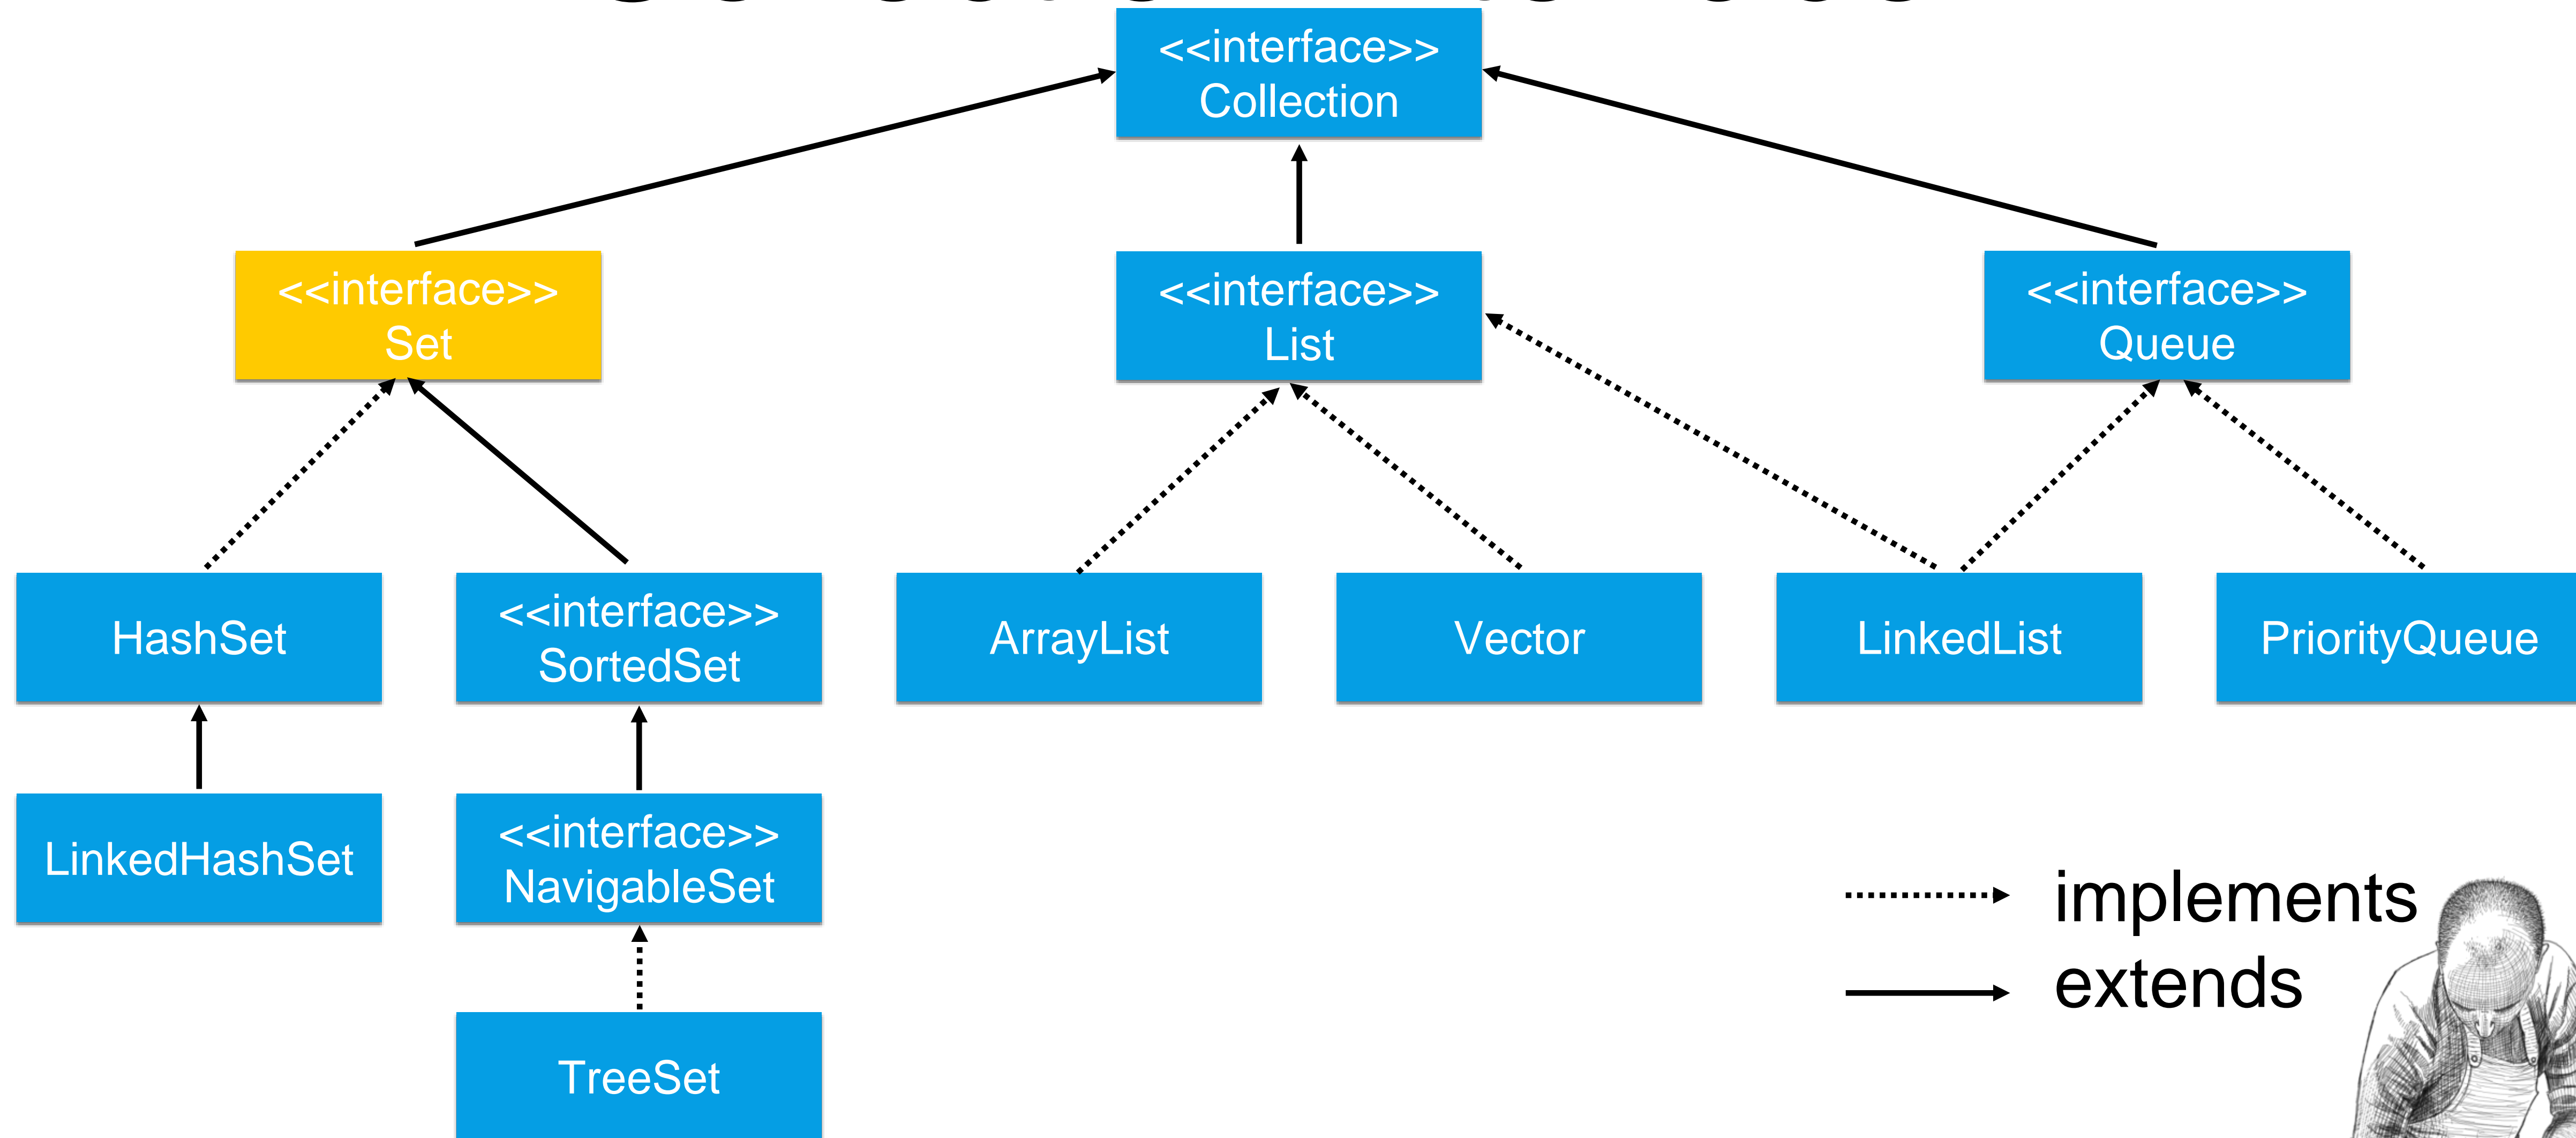 <<interface>>
Collection
<<interface>>
Set
<<interface>>
List
<<interface>>
Queue
HashSet
<<interface>>
SortedSet
ArrayList
Vector
LinkedList
PriorityQueue
LinkedHashSet
<<interface>>
NavigableSet
TreeSet
implements
extends